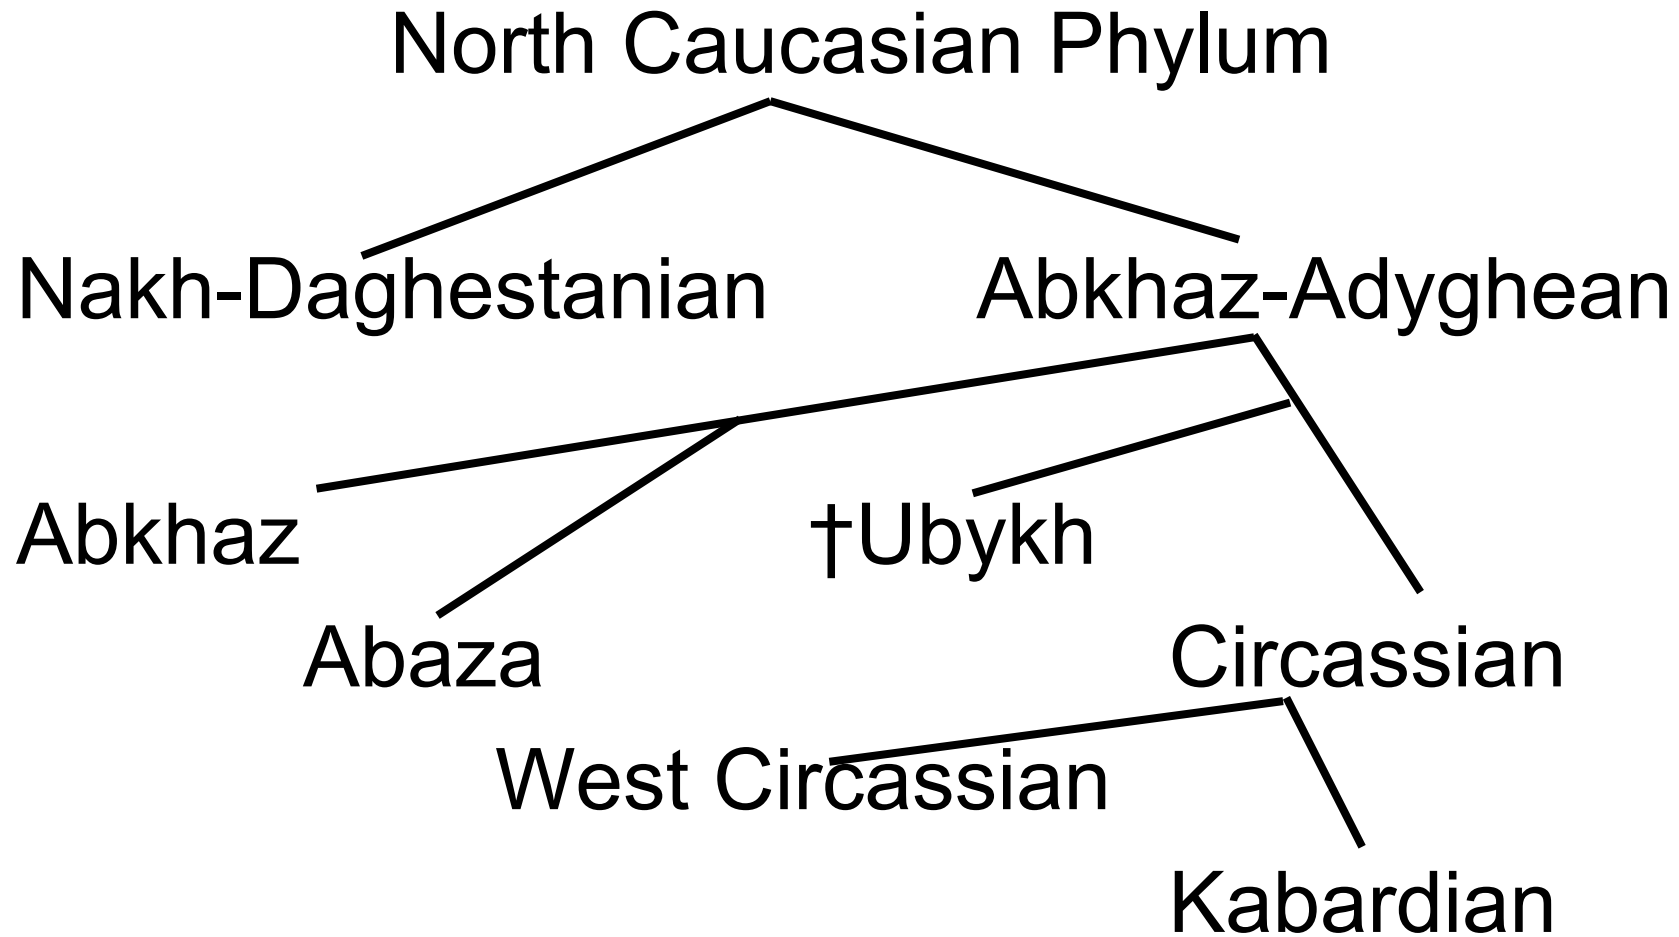 North Caucasian Phylum
Nakh-Daghestanian Abkhaz-Adyghean
Abkhaz †Ubykh
Abaza Circassian
West Circassian
Kabardian